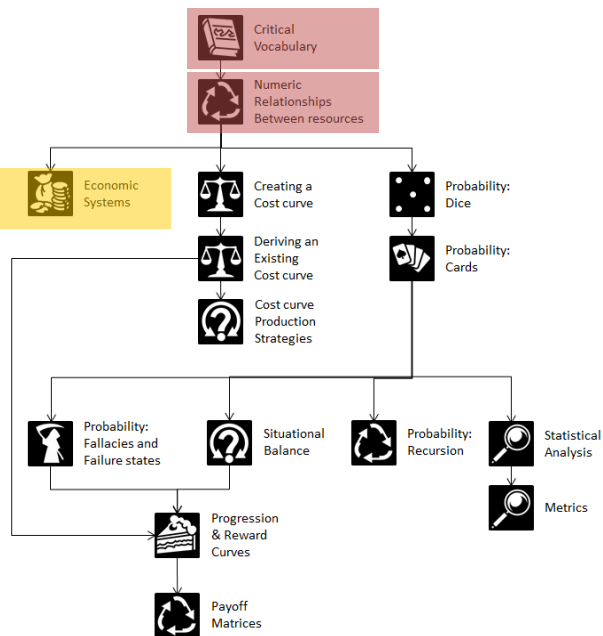 Critical
Vocabulary
Numeric
Relationships
Between resources
Economic
Systems
Creating a
Cost curve
Probability:
Dice
Deriving an
Existing
Cost curve
Probability:
Cards
Cost curve
Production
Strategies
Probability:
Fallacies and
Failure states
Situational
Balance
Probability:
Recursion
Statistical
Analysis
Metrics
Progression
& Reward
Curves
Payoff
Matrices